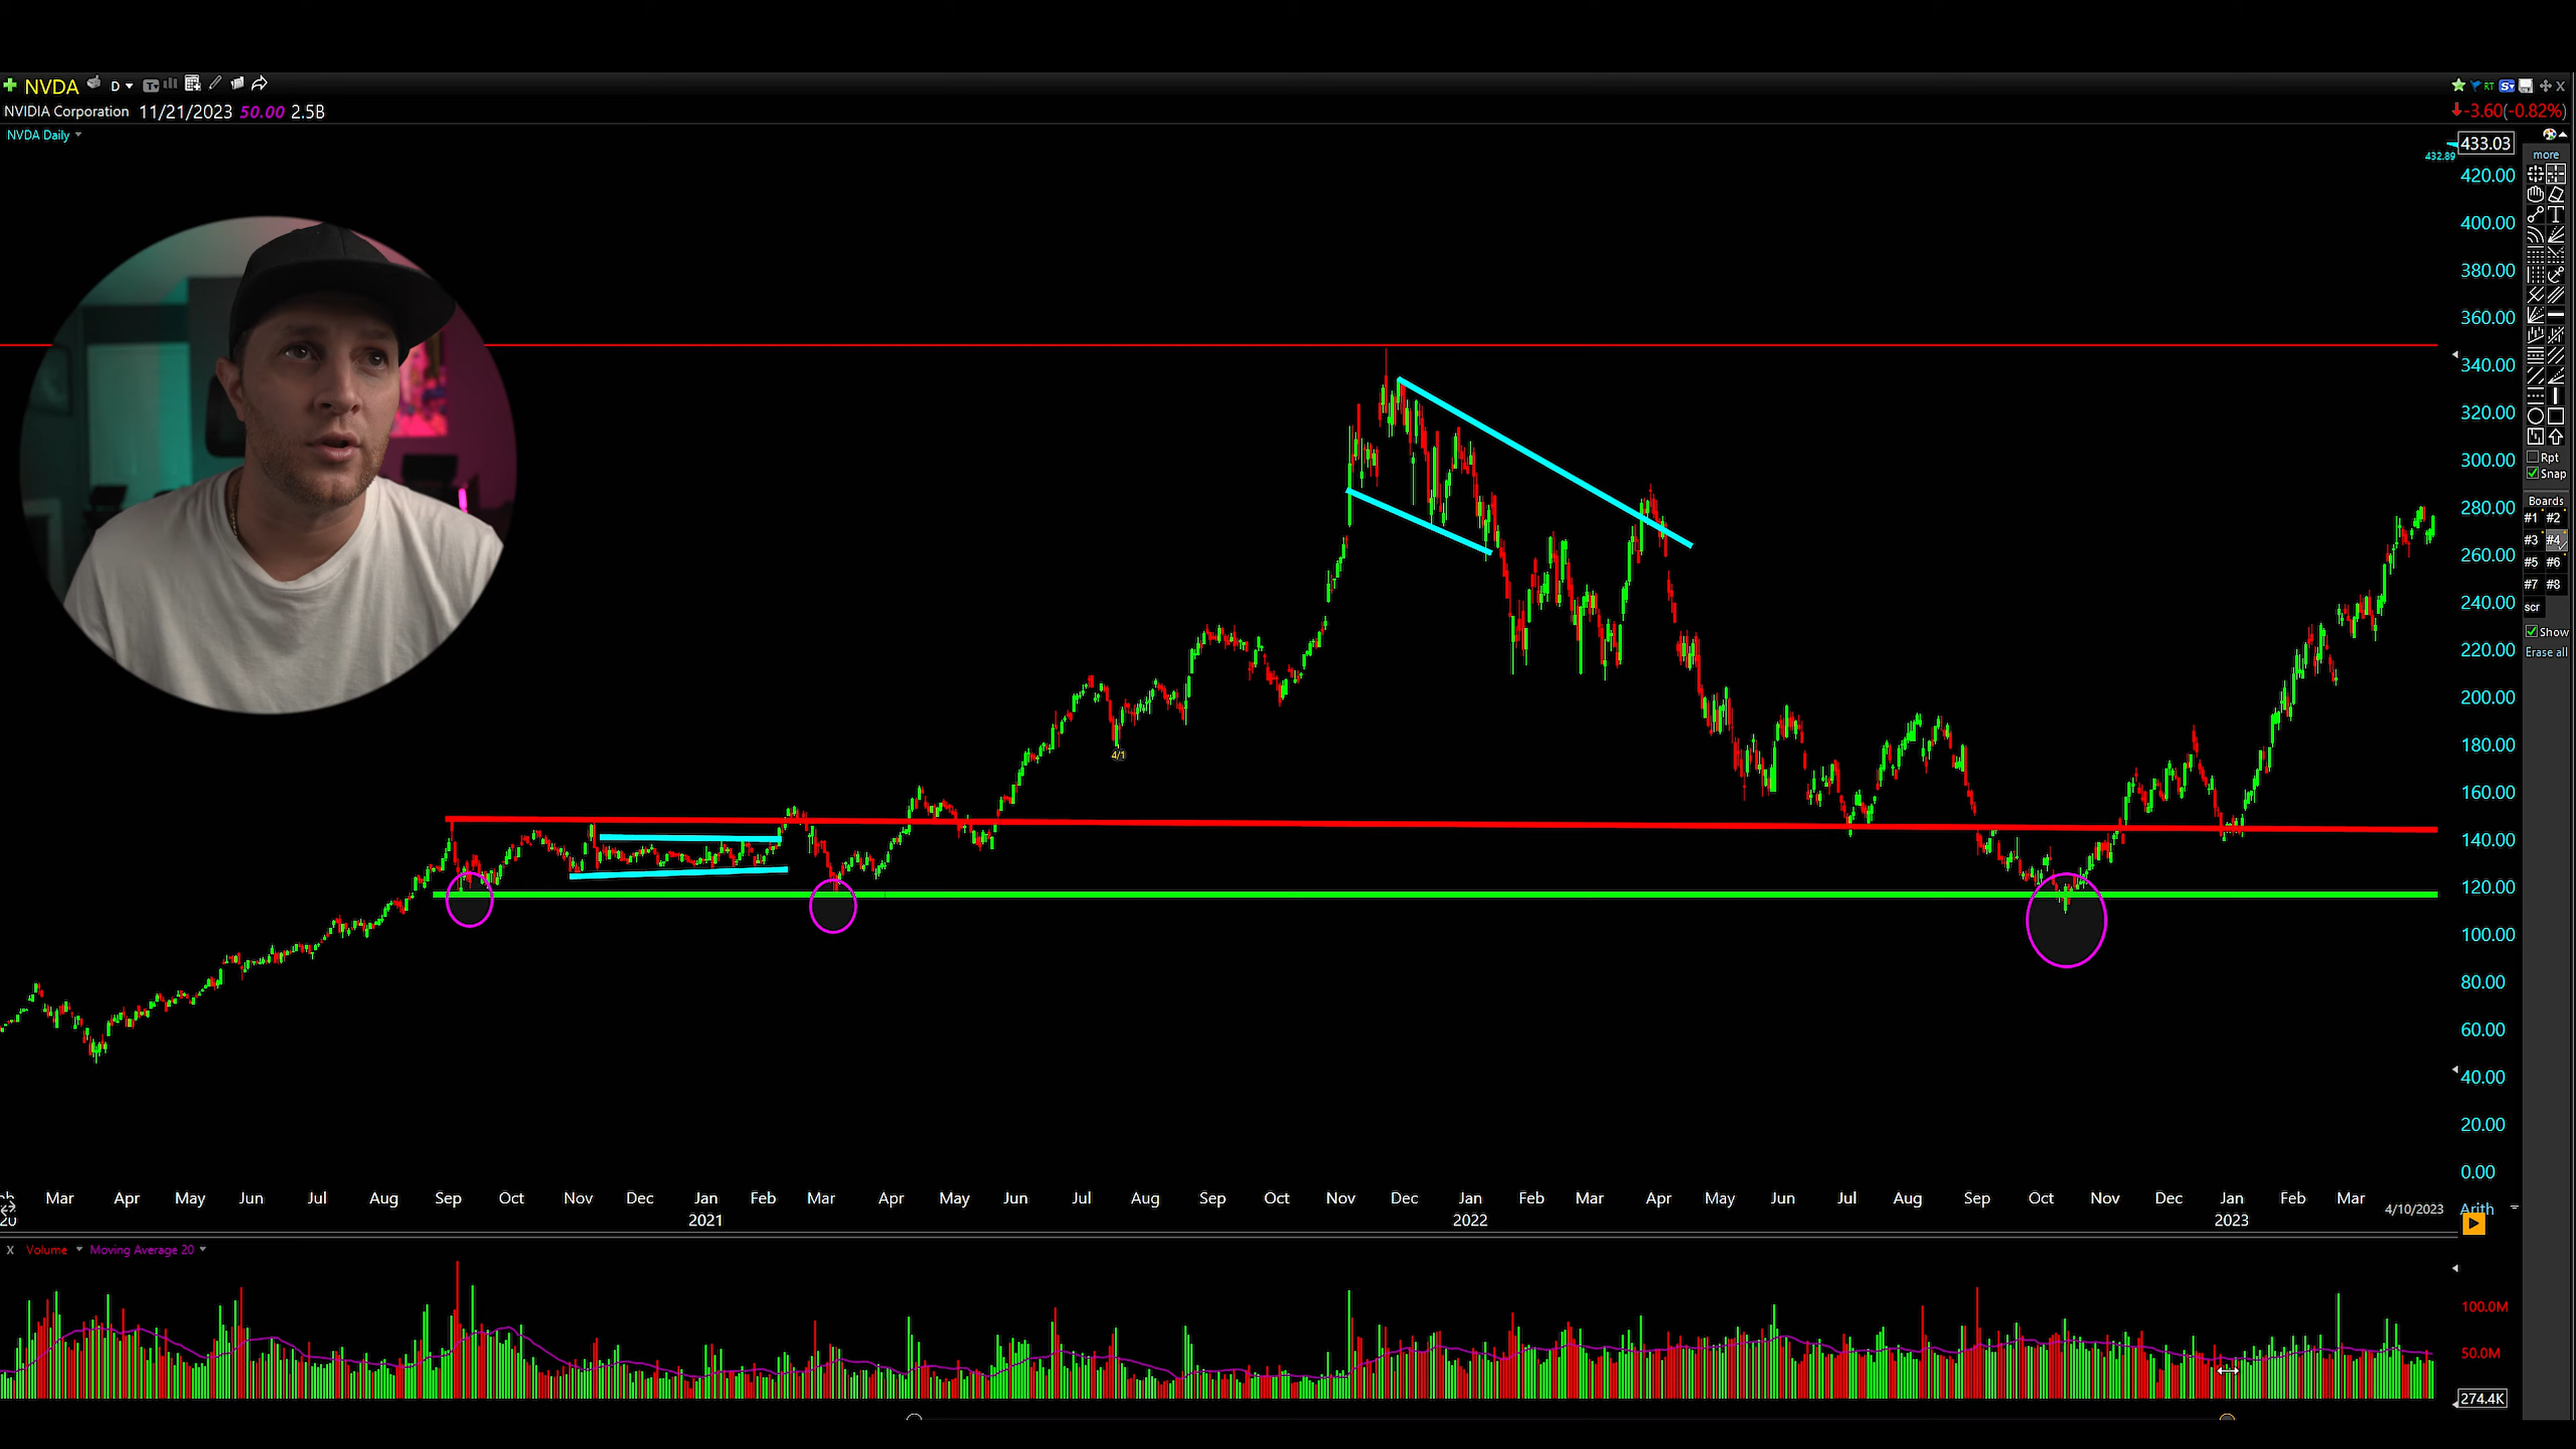 NVDA D
RT
NVIDIA Corporation 11/21/2023 50.00 2.5B
-3.60(-0.82%)
NVDA Daily
433.03
432.89
420.00
400.00
380.00
360.00
340.00
320.00
300.00
280.00
260.00
240.00
220.00
200.00
180.00
160.00
140.00
120.00
100.00
80.00
60.00
40.00
20.00
0.00
more
Rpt
Snap
Boards
#1 #2
#3 #4
#5 #6
#7 #8
scr
Show
Erase all
4/1
Mar Apr May Jun Jul Aug Sep Oct Nov Dec Jan Feb Mar Apr May Jun Jul Aug Sep Oct Nov Dec Jan Feb Mar Apr May Jun Jul Aug Sep Oct Nov Dec Jan Feb Mar 4/10/2023 Arith
2021 2022 2023
X Volume Moving Average 20
100.0M
50.0M
274.4K